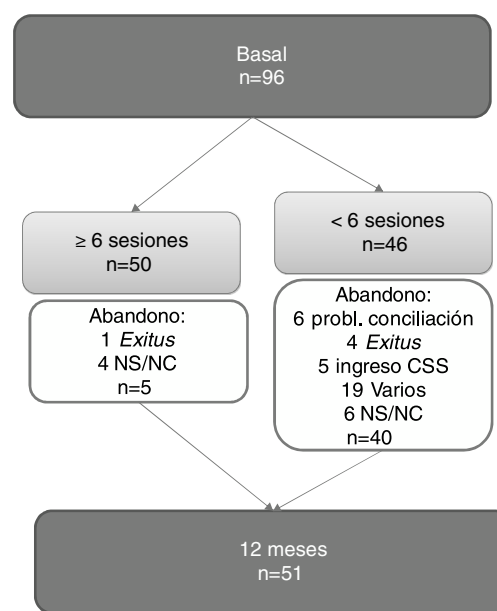 Basal
n=96
≥ 6 sesiones
n=50
< 6 sesiones
n=46
Abandono:
1 Exitus
4 NS/NC
n=5
Abandono:
6 probl. conciliación
4 Exitus
5 ingreso CSS
19 Varios
6 NS/NC
n=40
12 meses
n=51